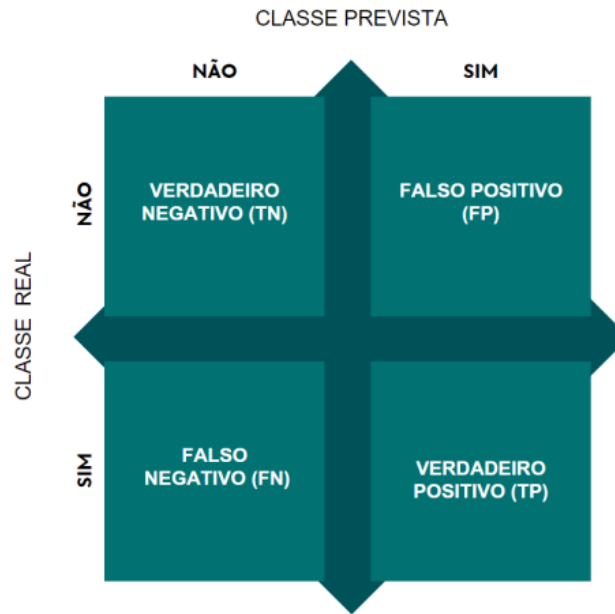 CLASSE PREVISTA
NÃO
SIM
CLASSE REAL
NÃO
VERDADEIRO
NEGATIVO (TN)
FALSO POSITIVO
(FP)
SIM
FALSO
NEGATIVO (FN)
VERDADEIRO
POSITIVO (TP)